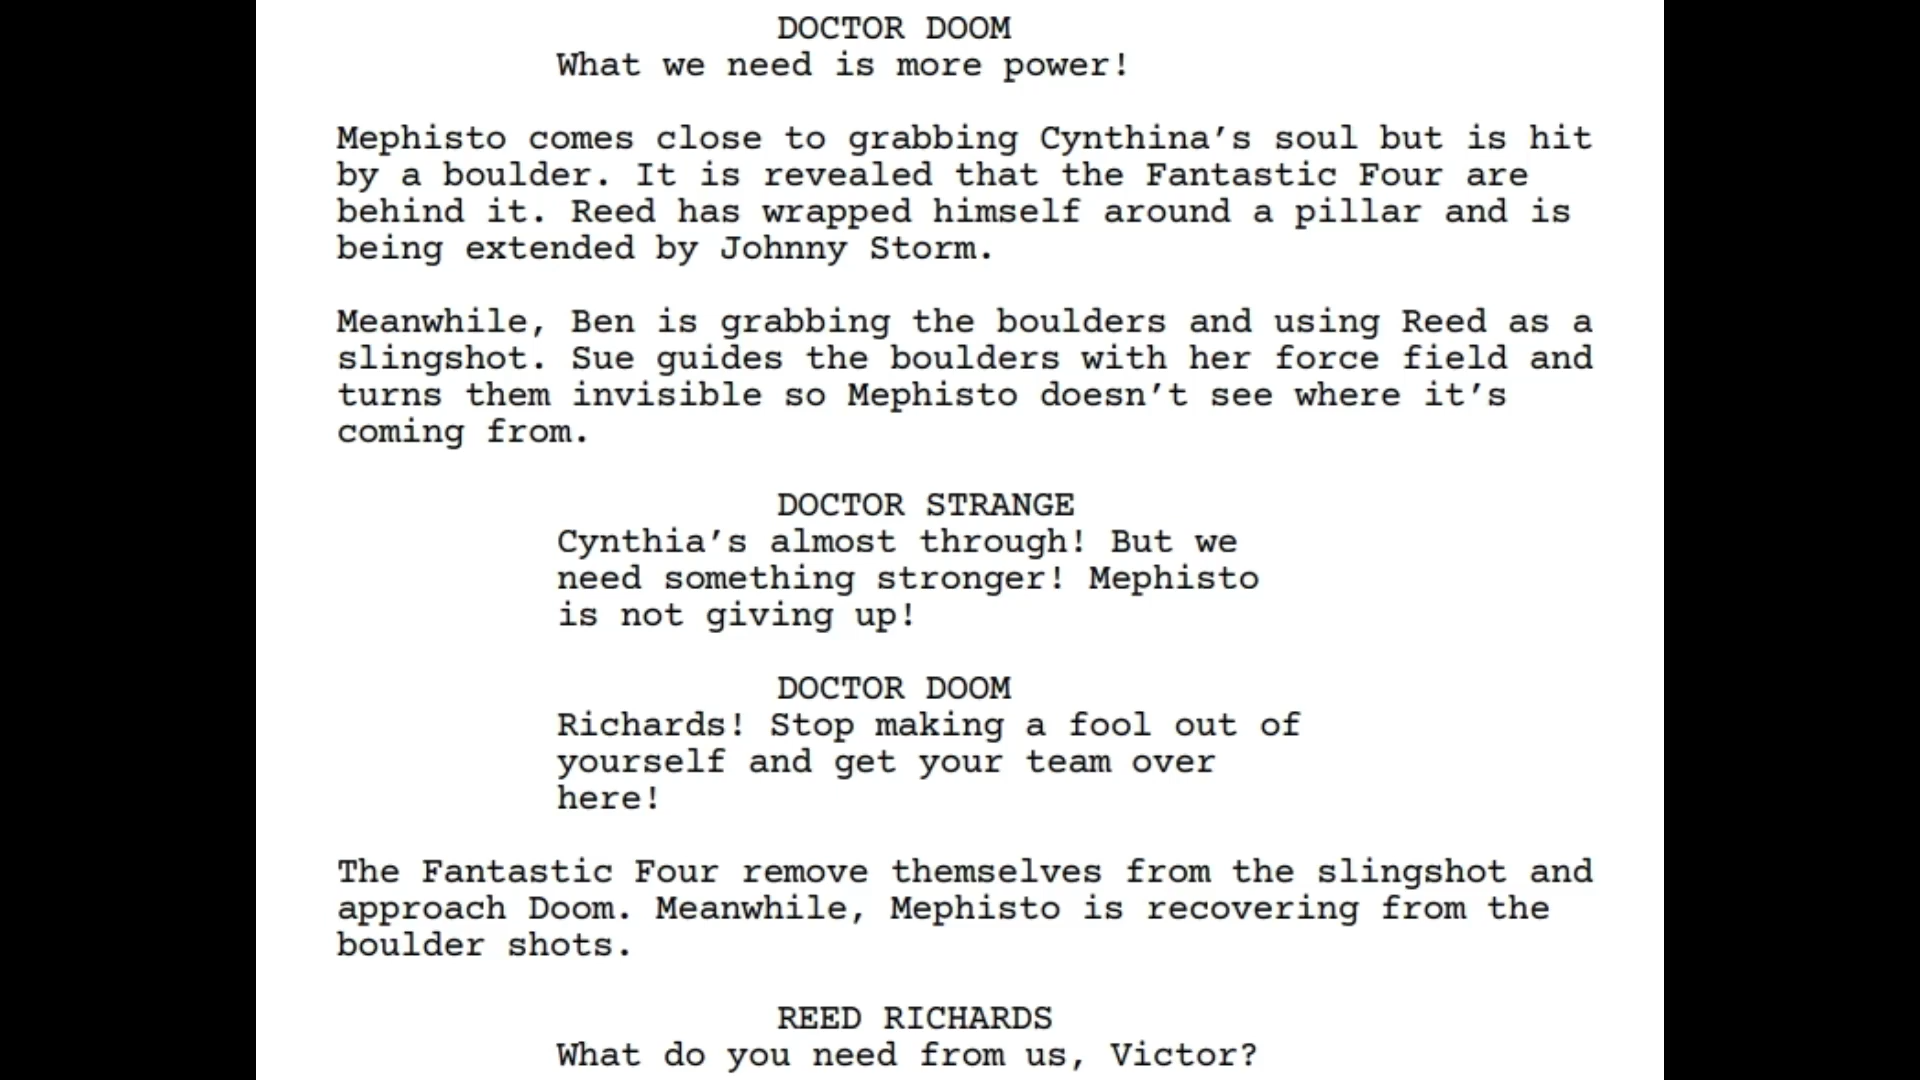 DOCTOR DOOM
What we need is more power!
Mephisto comes close to grabbing Cynthina’s soul but is hit
by a boulder. It is revealed that the Fantastic Four are
behind it. Reed has wrapped himself around a pillar and is
being extended by Johnny Storm.
Meanwhile, Ben is grabbing the boulders and using Reed as a
slingshot. Sue guides the boulders with her force field and
turns them invisible so Mephisto doesn’t see where it’s
coming from.
DOCTOR STRANGE
Cynthia’s almost through! But we
need something stronger! Mephisto
is not giving up!
DOCTOR DOOM
Richards! Stop making a fool out of
yourself and get your team over
here!
The Fantastic Four remove themselves from the slingshot and
approach Doom. Meanwhile, Mephisto is recovering from the
boulder shots.
REED RICHARDS
What do you need from us, Victor?